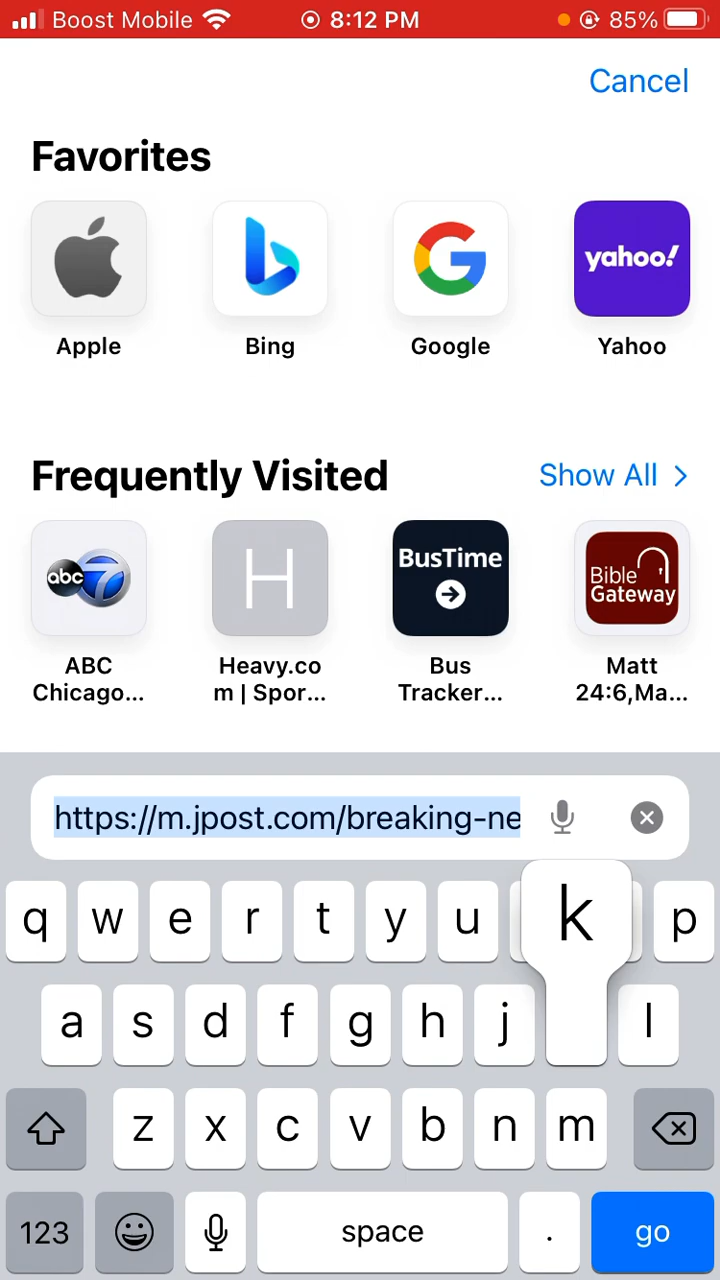 Boost Mobile 8:12 PM 85%
Cancel
Favorites
yahoo!
Apple Bing Google Yahoo
Frequently Visited Show All
abc 7 H BusTime Bible
Gateway
ABC Heavy.co Bus Matt
Chicago... m | Spor... Tracker... 24:6,Ma...
https://m.jpost.com/breaking-ne
q w e r t y u k p
a s d f g h j l
z x c v b n m
123 space . go